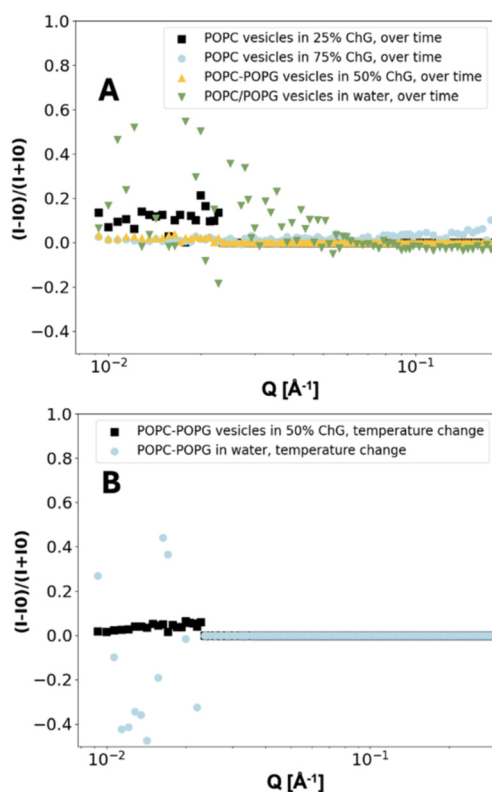 1.0
0.8
0.6
0.4
0.2
0.0
−0.2
−0.4
(I-I0)/(I+I0)
A
POPC vesicles in 25% ChG, over time
POPC vesicles in 75% ChG, over time
POPC-POPG vesicles in 50% ChG, over time
POPC/POPG vesicles in water, over time
10⁻²
10⁻¹
Q [Å⁻¹]
1.0
0.8
0.6
0.4
0.2
0.0
−0.2
−0.4
(I-I0)/(I+I0)
B
POPC-POPG vesicles in 50% ChG, temperature change
POPC-POPG in water, temperature change
10⁻²
10⁻¹
Q [Å⁻¹]